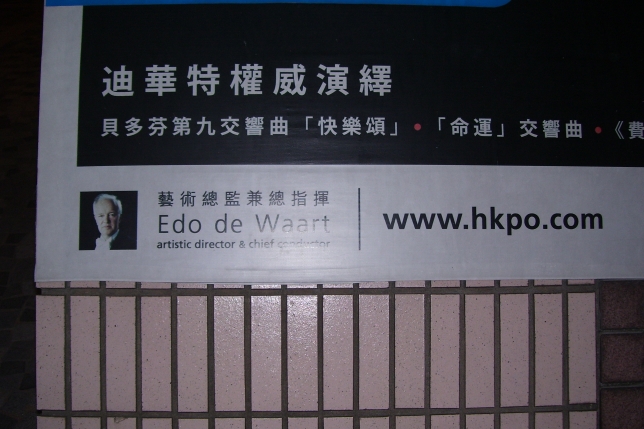 迪華特權威演繹
貝多芬第九交響曲「快樂頌」•「命運」交響曲•《費
藝術總監兼總指揮
Edo de Waart
artistic director & chief conductor
www.hkpo.com